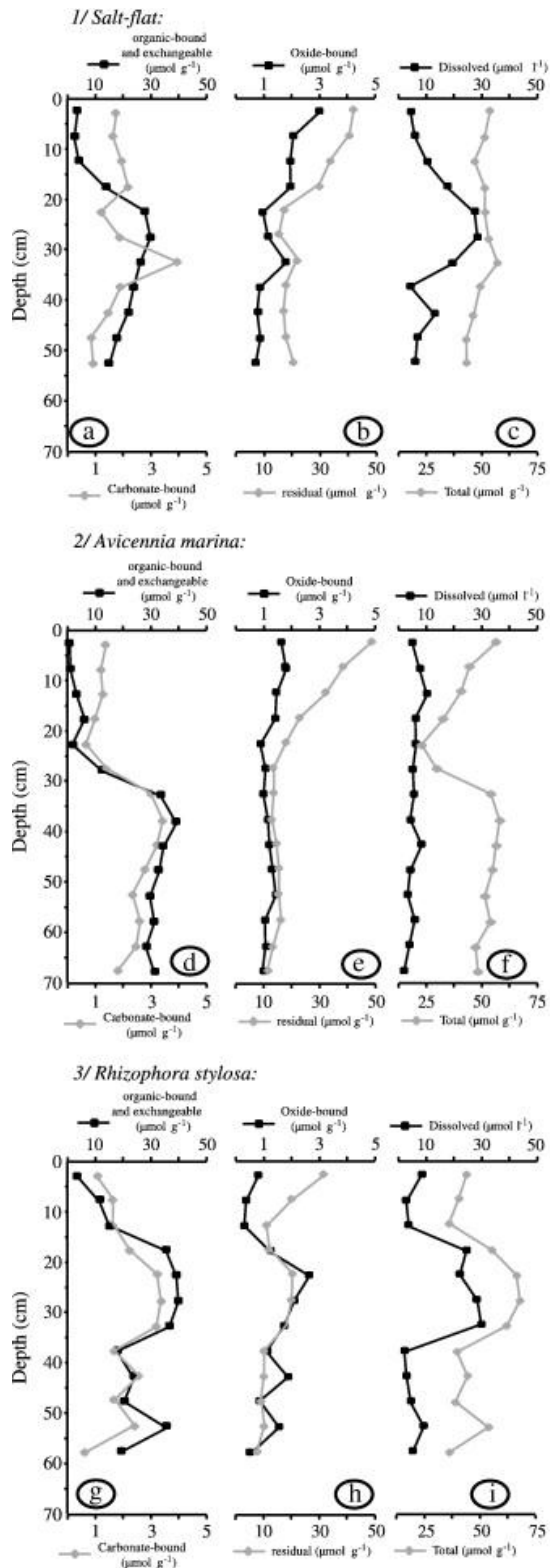 1/ Salt-flat:
organic-bound
and exchangeable
(μmol g⁻¹)
Oxide-bound
(μmol g⁻¹)
Dissolved (μmol l⁻¹)
10 30 50
1 3 5
10 30 50
0
10
20
30
40
50
60
70
Depth (cm)
a
b
c
1 3 5
10 30 50
25 50 75
Carbonate-bound
(μmol g⁻¹)
residual (μmol g⁻¹)
Total (μmol g⁻¹)
2/ Avicennia marina:
organic-bound
and exchangeable
(μmol g⁻¹)
Oxide-bound
(μmol g⁻¹)
Dissolved (μmol l⁻¹)
10 30 50
1 3 5
10 30 50
0
10
20
30
40
50
60
70
Depth (cm)
d
e
f
1 3 5
10 30 50
25 50 75
Carbonate-bound
(μmol g⁻¹)
residual (μmol g⁻¹)
Total (μmol g⁻¹)
3/ Rhizophora stylosa:
organic-bound
and exchangeable
(μmol g⁻¹)
Oxide-bound
(μmol g⁻¹)
Dissolved (μmol l⁻¹)
10 30 50
1 3 5
10 30 50
0
10
20
30
40
50
60
70
Depth (cm)
g
h
i
1 3 5
10 30 50
25 50 75
Carbonate-bound
(μmol g⁻¹)
residual (μmol g⁻¹)
Total (μmol g⁻¹)